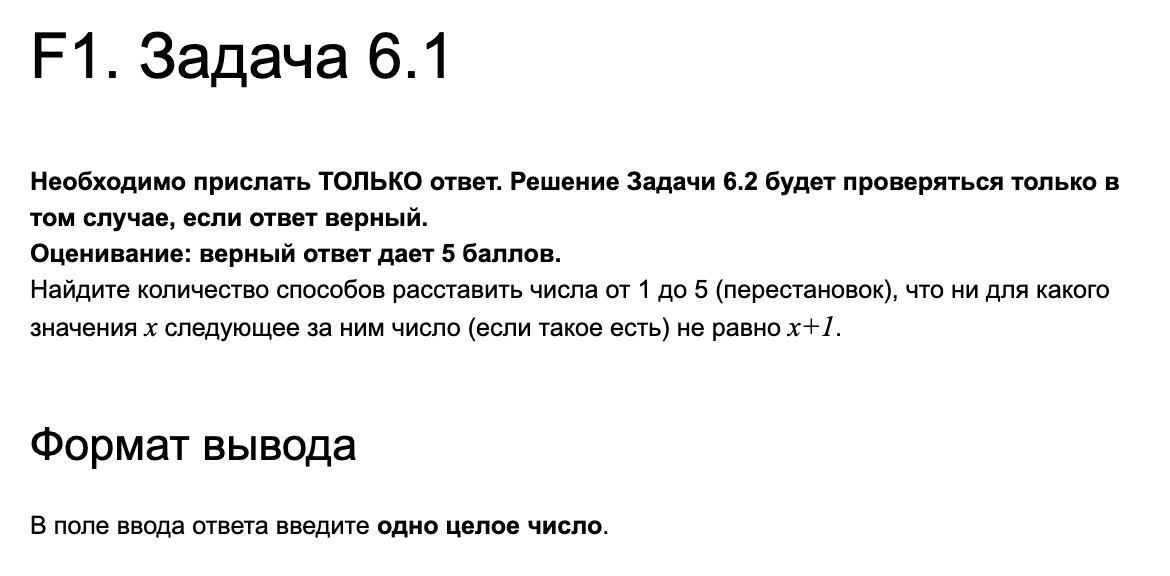 F1. Задача 6.1
Необходимо прислать ТОЛЬКО ответ. Решение Задачи 6.2 будет проверяться только в
том случае, если ответ верный.
Оценивание: верный ответ дает 5 баллов.
Найдите количество способов расставить числа от 1 до 5 (перестановок), что ни для какого
значения x следующее за ним число (если такое есть) не равно x+1.
Формат вывода
В поле ввода ответа введите одно целое число.